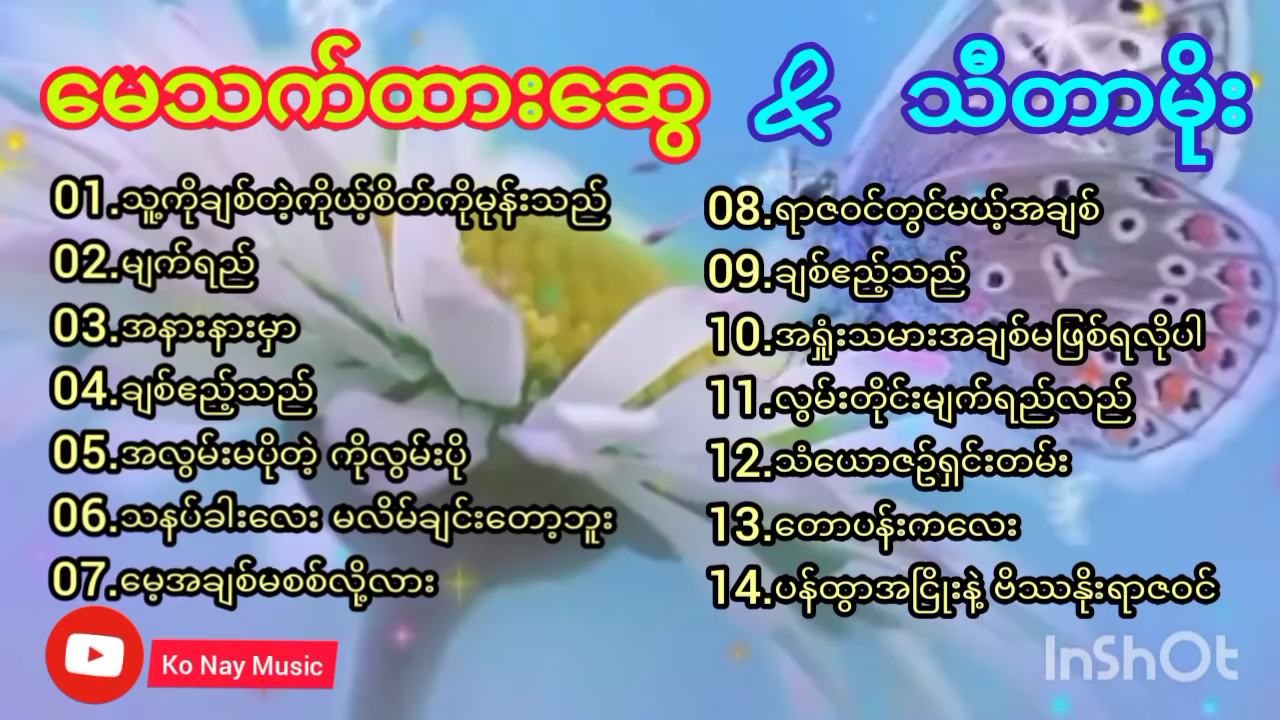 မေသက်ထားဆွေ & သီတာမိုး
01.သူ့ကိုချစ်တဲ့ကိုယ့်စိတ်ကိုမုန်းသည်
02.မျက်ရည်
03.အနားနားမှာ
04.ချစ်ဧည့်သည်
05.အလွမ်းမပိုတဲ့ ကိုလွမ်းပို
06.သနပ်ခါးလေး မလိမ်ချင်းတော့ဘူး
07.မေ့အချစ်မစစ်လို့လား
08.ရာဇဝင်တွင်မယ့်အချစ်
09.ချစ်ဧည့်သည်
10.အရှုံးသမားအချစ်မဖြစ်ရလိုပါ
11.လွမ်းတိုင်းမျက်ရည်လည်
12.သံယောဇဉ်ရှင်းတမ်း
13.တောပန်းကလေး
14.ပန်ထွာအငြိုးနဲ့ ဗိဿနိုးရာဇဝင်
Ko Nay Music
InShOt